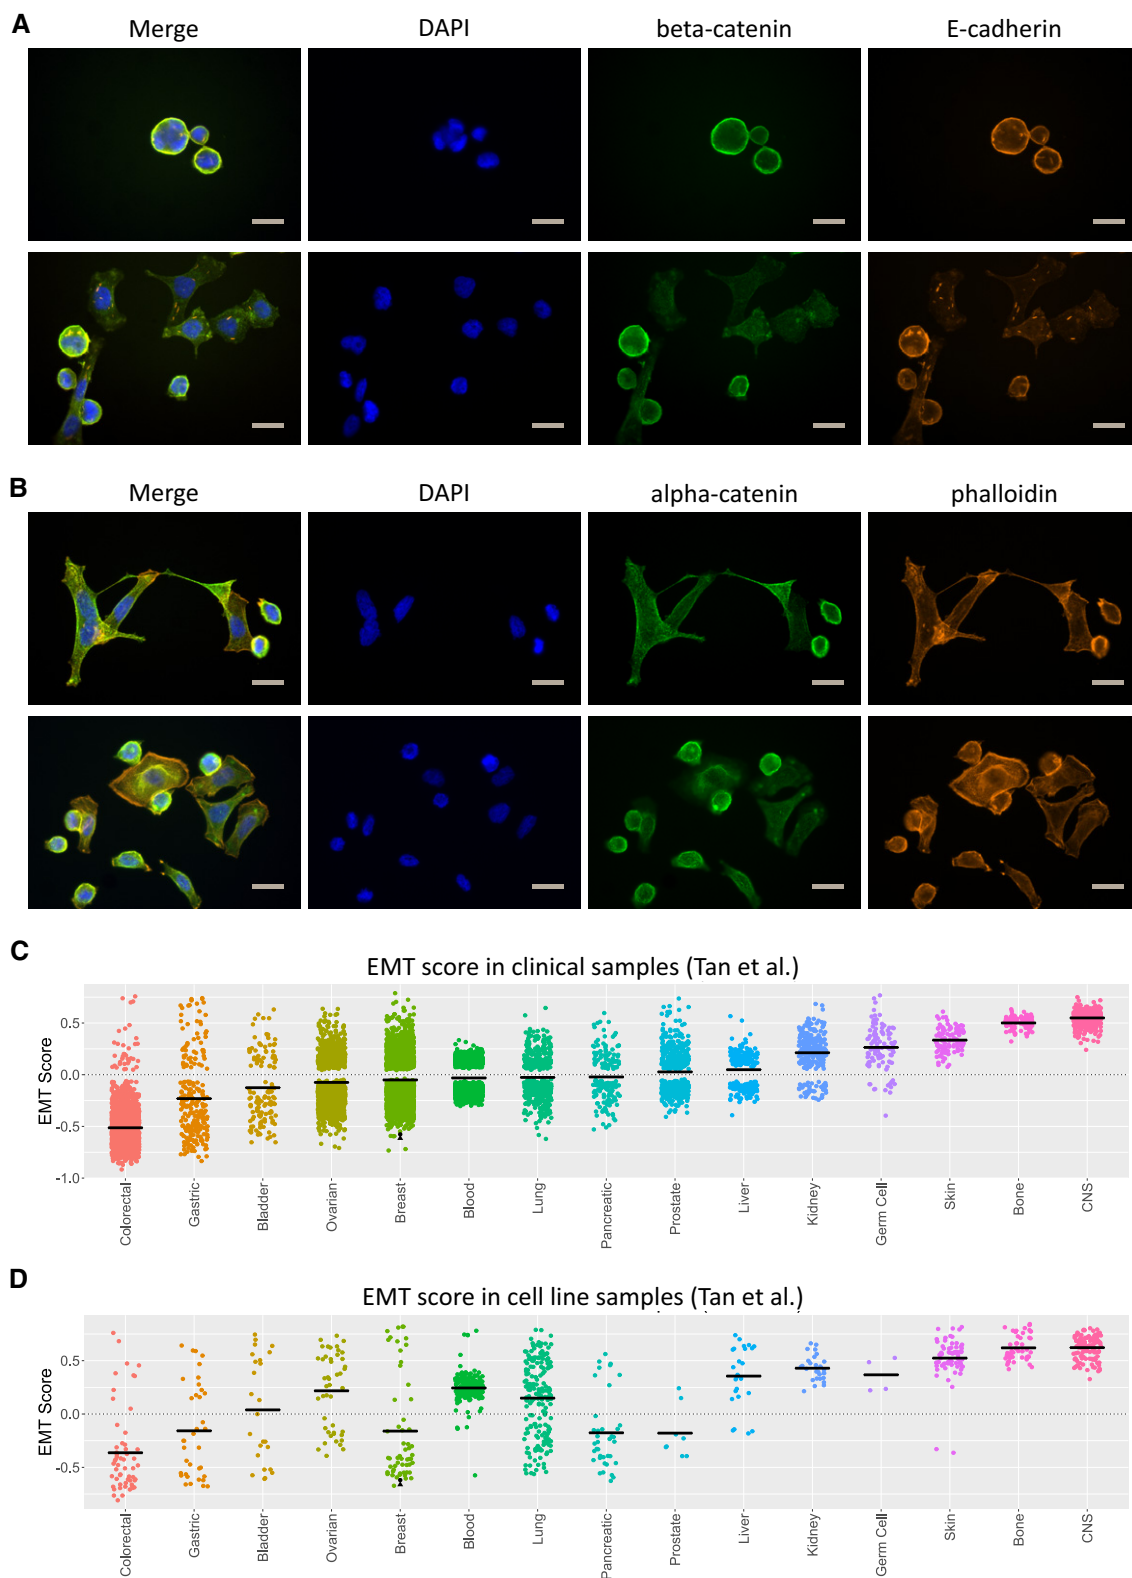 A
Merge DAPI beta-catenin E-cadherin
B
Merge DAPI alpha-catenin phalloidin
C
EMT score in clinical samples (Tan et al.)
EMT Score
0.5
0.0
-0.5
-1.0
Colorectal Gastric Bladder Ovarian Breast Blood Lung Pancreatic Prostate Liver Kidney Germ Cell Skin Bone CNS
D
EMT score in cell line samples (Tan et al.)
EMT Score
0.5
0.0
-0.5
Colorectal Gastric Bladder Ovarian Breast Blood Lung Pancreatic Prostate Liver Kidney Germ Cell Skin Bone CNS